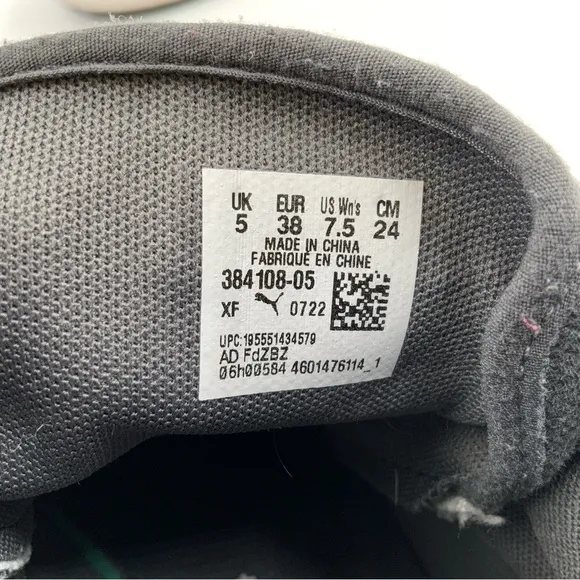 UK EUR US Wn's CM
5 38 7.5 24
MADE IN CHINA
FABRIQUÉ EN CHINE
384108-05
XF 0722
UPC:195551434579
AD FdZBZ
06h00584 4601476114_1